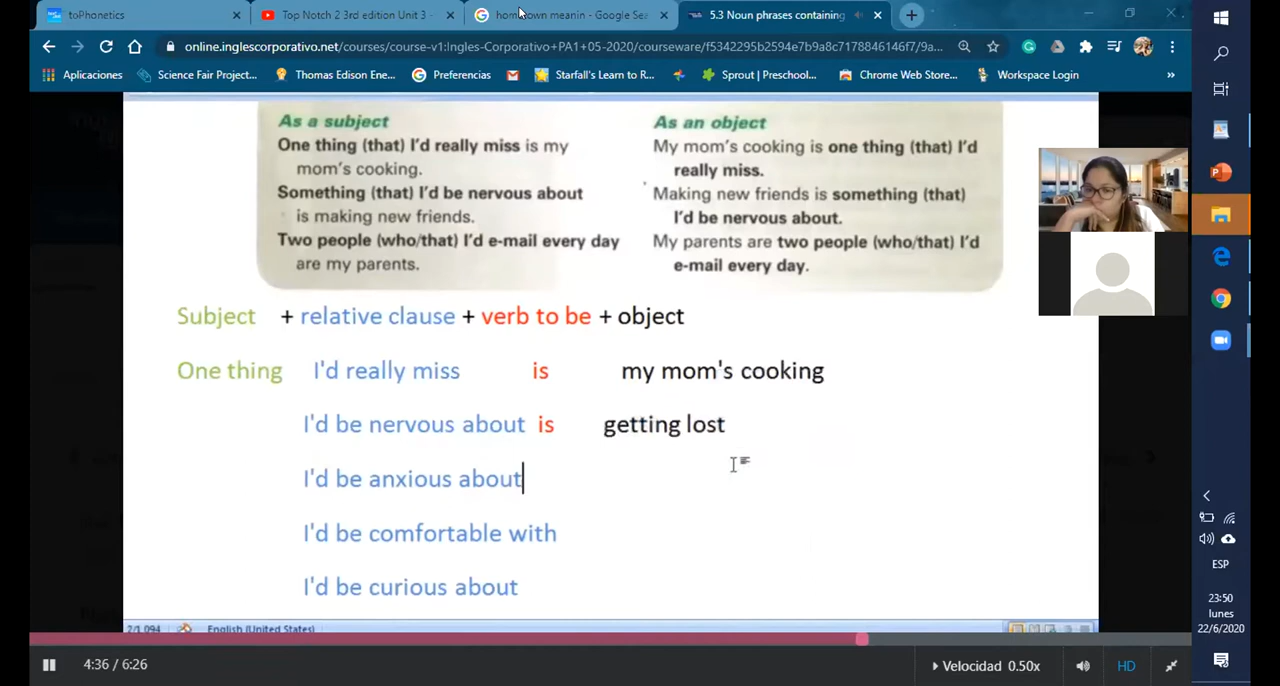 toPhonetics
Top Notch 2 3rd edition Unit 3 -
hometown meanin - Google Sea
5.3 Noun phrases containing
online.inglescorporativo.net/courses/course-v1:Ingles-Corporativo+PA1+05-2020/courseware/f5342295b2594e7b9a8c7178846146f7/9a...
Aplicaciones
Science Fair Project...
Thomas Edison Ene...
Preferencias
Starfall's Learn to R...
Sprout | Preschool...
Chrome Web Store...
Workspace Login
»
As a subject
One thing (that) I'd really miss is my
mom's cooking.
Something (that) I'd be nervous about
is making new friends.
Two people (who/that) I'd e-mail every day
are my parents.
As an object
My mom's cooking is one thing (that) I'd
really miss.
Making new friends is something (that)
I'd be nervous about.
My parents are two people (who/that) I'd
e-mail every day.
Subject + relative clause + verb to be + object
One thing I'd really miss is my mom's cooking
I'd be nervous about is getting lost
I'd be anxious about
I'd be comfortable with
I'd be curious about
2/1.094
English (United States)
4:36 / 6:26
Velocidad 0.50x
HD
ESP
23:50
lunes
22/6/2020